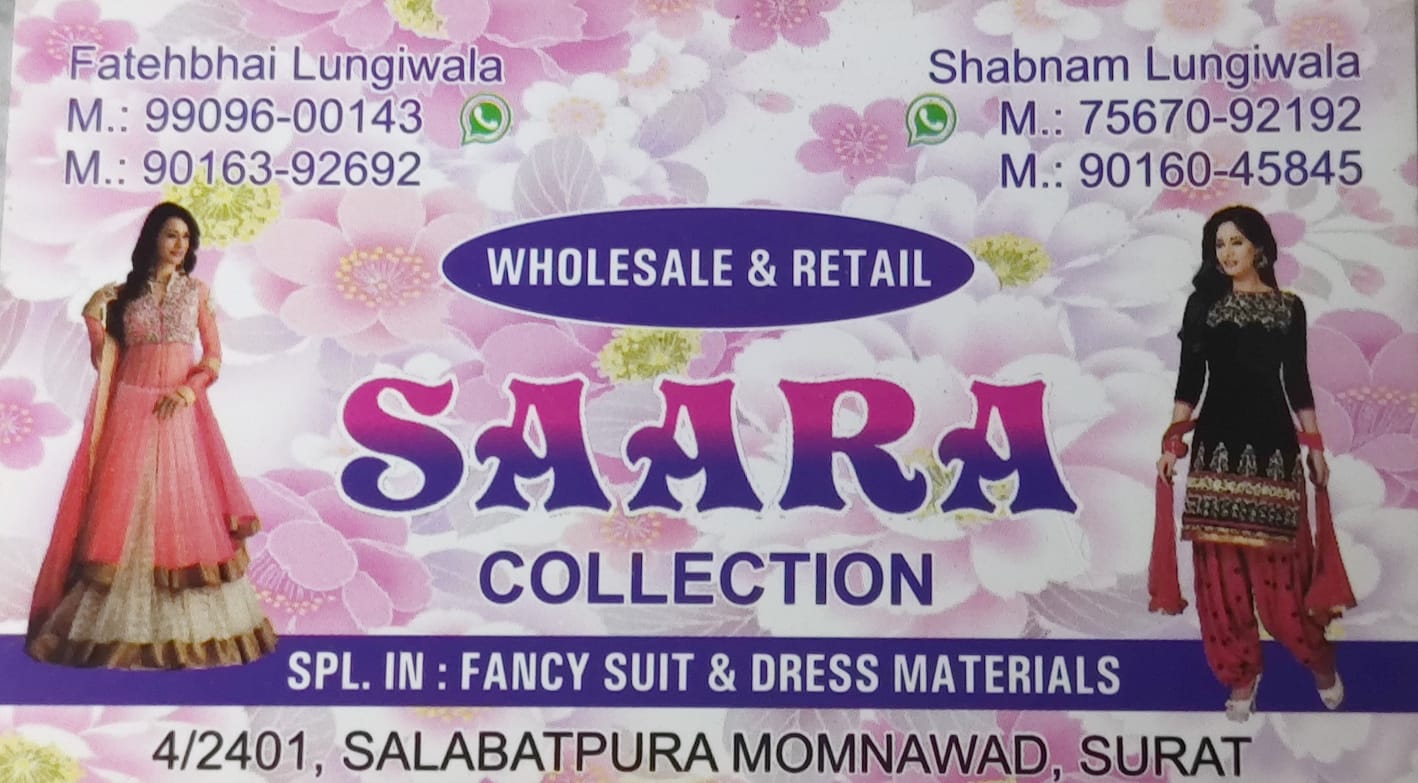 Fatehbhai Lungiwala
M.: 99096-00143
M.: 90163-92692
Shabnam Lungiwala
M.: 75670-92192
M.: 90160-45845
WHOLESALE & RETAIL
SAARA
COLLECTION
SPL. IN : FANCY SUIT & DRESS MATERIALS
4/2401, SALABATPURA MOMNAWAD, SURAT